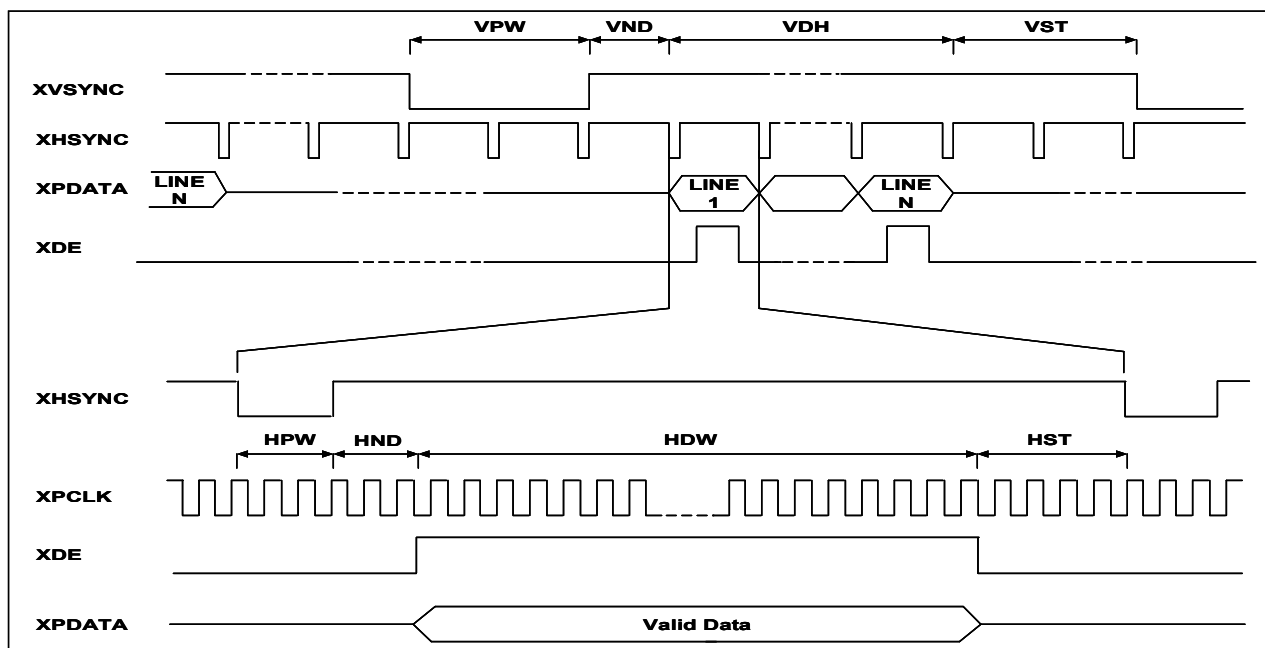 VPW VND VDH VST
XVSYNC
XHSYNC
XPDATA LINE N LINE 1 LINE N
XDE
XHSYNC
HPW HND HDW HST
XPCLK
XDE
XPDATA Valid Data